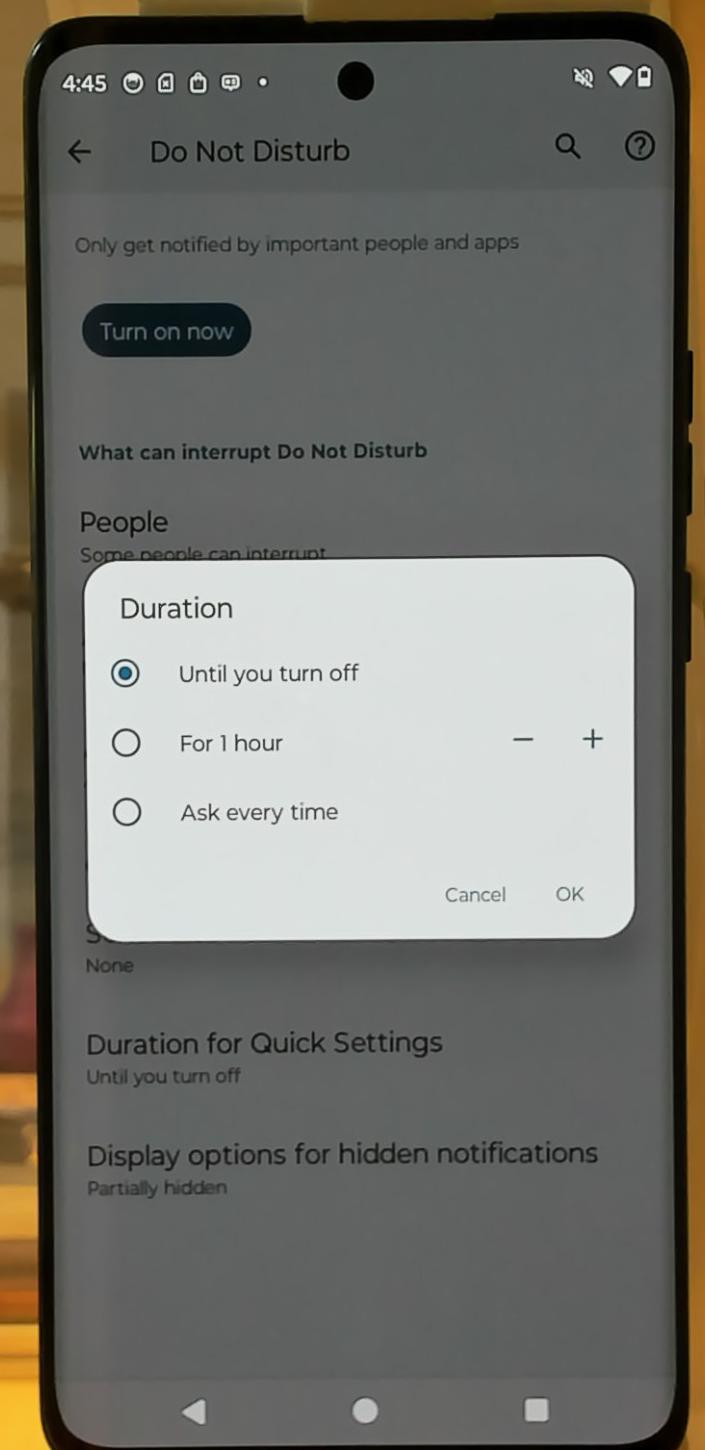 4:45
Do Not Disturb
Only get notified by important people and apps
Turn on now
What can interrupt Do Not Disturb
People
Some people can interrupt
Duration
Until you turn off
For 1 hour
Ask every time
Cancel OK
None
Duration for Quick Settings
Until you turn off
Display options for hidden notifications
Partially hidden